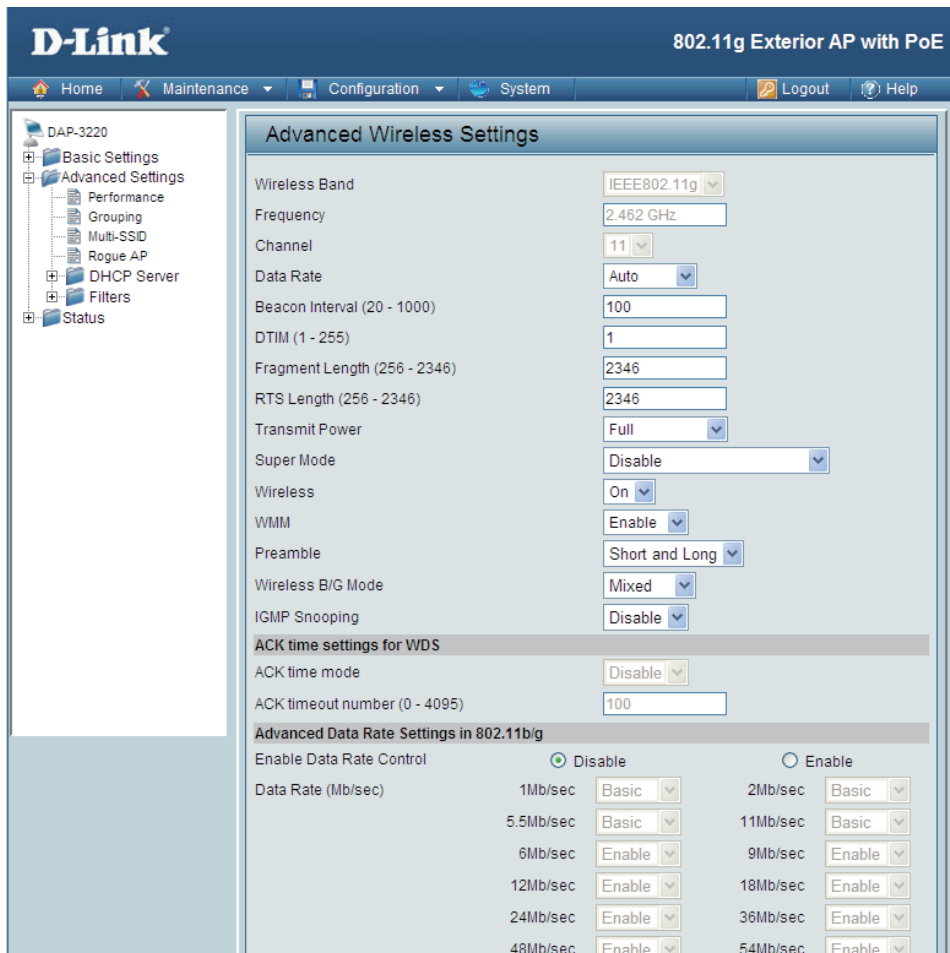 D-Link
802.11g Exterior AP with PoE
Home Maintenance Configuration System Logout Help
DAP-3220
Basic Settings
Advanced Settings
Performance
Grouping
Multi-SSID
Rogue AP
DHCP Server
Filters
Status
Advanced Wireless Settings
Wireless Band IEEE802.11g
Frequency 2.462 GHz
Channel 11
Data Rate Auto
Beacon Interval (20 - 1000) 100
DTIM (1 - 255) 1
Fragment Length (256 - 2346) 2346
RTS Length (256 - 2346) 2346
Transmit Power Full
Super Mode Disable
Wireless On
WMM Enable
Preamble Short and Long
Wireless B/G Mode Mixed
IGMP Snooping Disable
ACK time settings for WDS
ACK time mode Disable
ACK timeout number (0 - 4095) 100
Advanced Data Rate Settings in 802.11b/g
Enable Data Rate Control Disable Enable
Data Rate (Mb/sec) 1Mb/sec Basic 2Mb/sec Basic
5.5Mb/sec Basic 11Mb/sec Basic
6Mb/sec Enable 9Mb/sec Enable
12Mb/sec Enable 18Mb/sec Enable
24Mb/sec Enable 36Mb/sec Enable
48Mb/sec Enable 54Mb/sec Enable